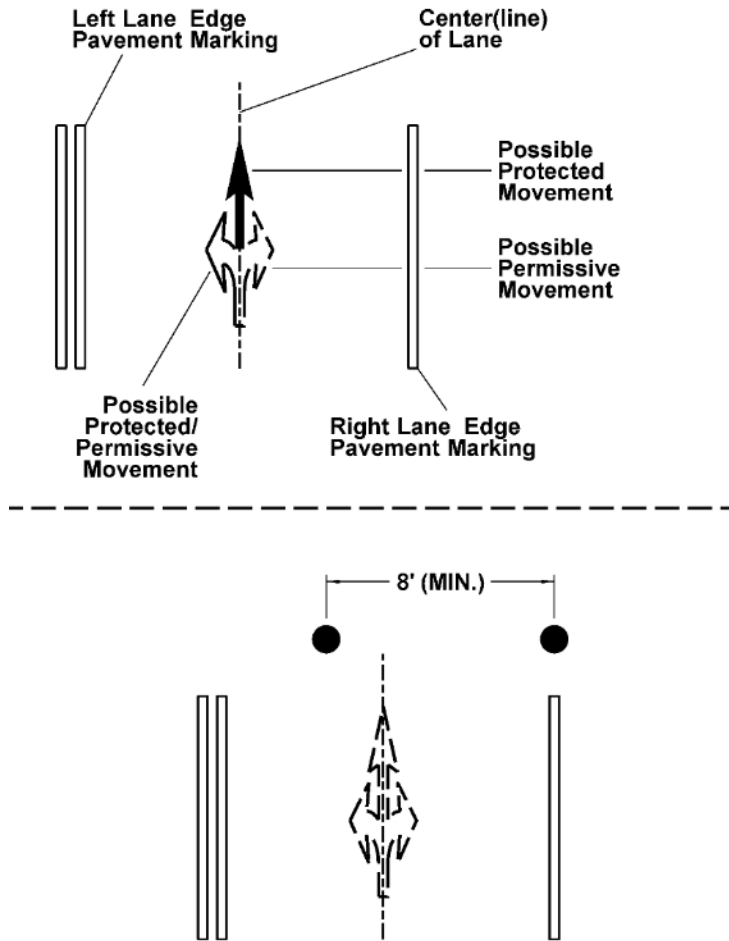 Left Lane Edge
Pavement Marking
Center(line)
of Lane
Possible
Protected
Movement
Possible
Permissive
Movement
Possible
Protected/
Permissive
Movement
Right Lane Edge
Pavement Marking
8' (MIN.)